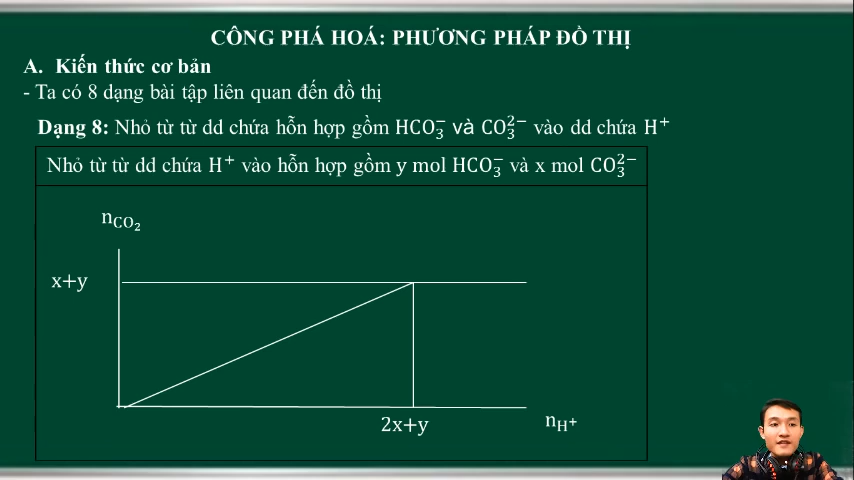 CÔNG PHÁ HOÁ: PHƯƠNG PHÁP ĐỒ THỊ
A. Kiến thức cơ bản
- Ta có 8 dạng bài tập liên quan đến đồ thị
Dạng 8: Nhỏ từ từ dd chứa hỗn hợp gồm HCO₃⁻ và CO₃²⁻ vào dd chứa H⁺
Nhỏ từ từ dd chứa H⁺ vào hỗn hợp gồm y mol HCO₃⁻ và x mol CO₃²⁻
n_CO₂
x+y
2x+y
n_H⁺